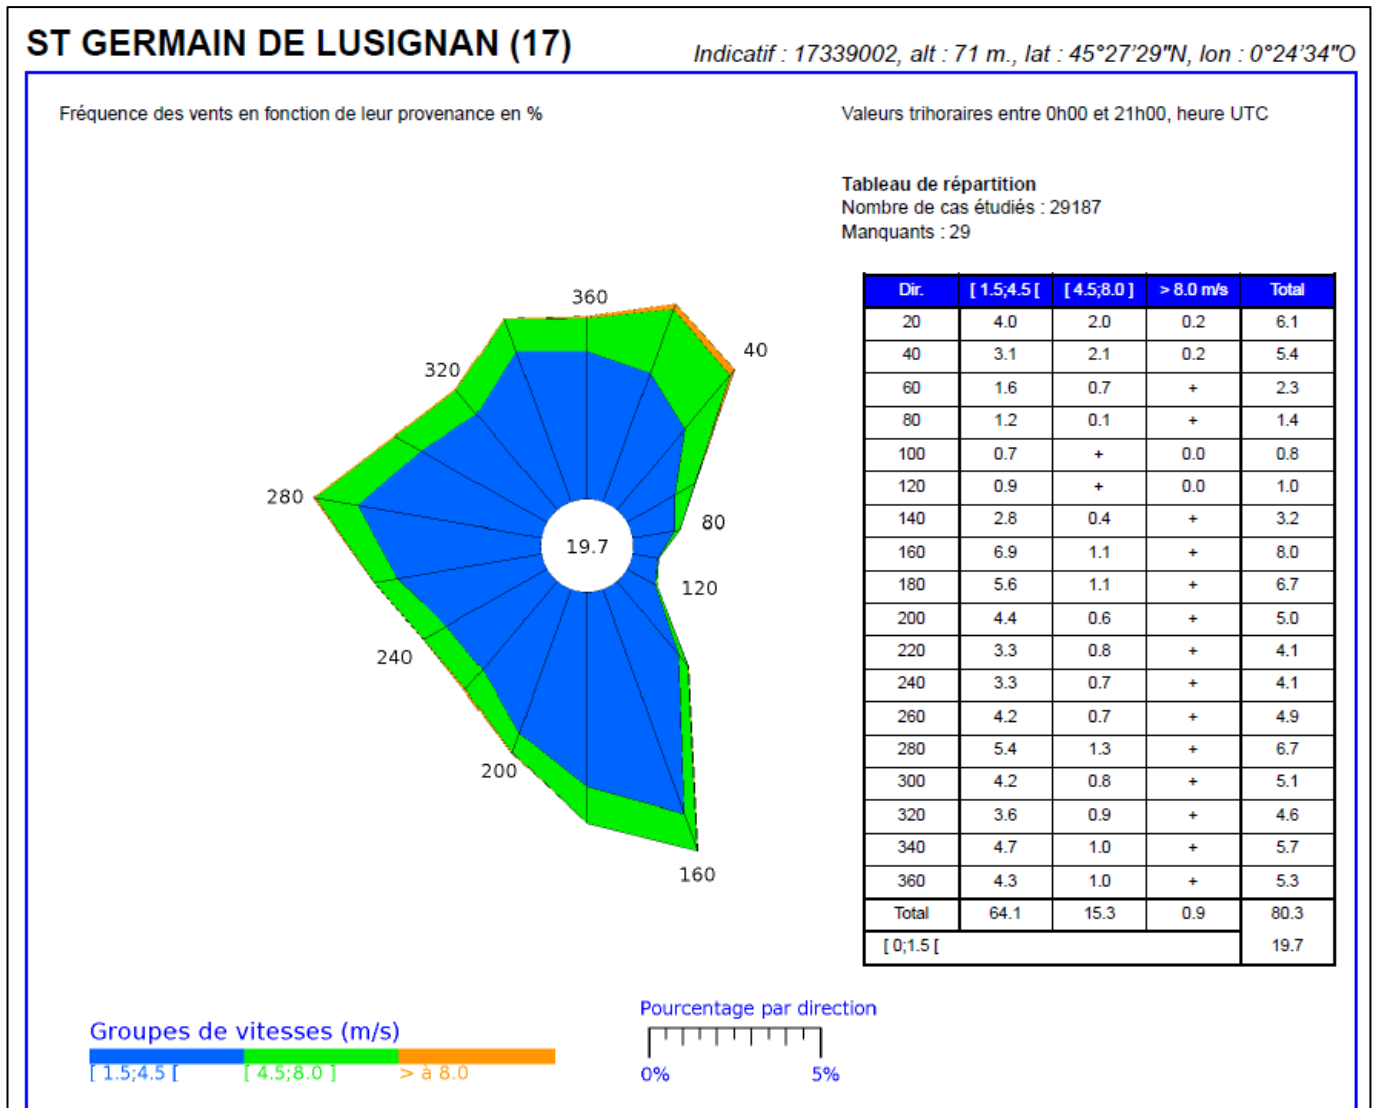 ST GERMAIN DE LUSIGNAN (17)
Indicatif : 17339002, alt : 71 m., lat : 45°27'29"N, lon : 0°24'34"O
Fréquence des vents en fonction de leur provenance en %
Valeurs trihoraires entre 0h00 et 21h00, heure UTC
Tableau de répartition
Nombre de cas étudiés : 29187
Manquants : 29
360
40
320
280
80
19.7
120
240
200
160
Dir. [ 1.5;4.5 [ [ 4.5;8.0 ] > 8.0 m/s Total
20 4.0 2.0 0.2 6.1
40 3.1 2.1 0.2 5.4
60 1.6 0.7 + 2.3
80 1.2 0.1 + 1.4
100 0.7 + 0.0 0.8
120 0.9 + 0.0 1.0
140 2.8 0.4 + 3.2
160 6.9 1.1 + 8.0
180 5.6 1.1 + 6.7
200 4.4 0.6 + 5.0
220 3.3 0.8 + 4.1
240 3.3 0.7 + 4.1
260 4.2 0.7 + 4.9
280 5.4 1.3 + 6.7
300 4.2 0.8 + 5.1
320 3.6 0.9 + 4.6
340 4.7 1.0 + 5.7
360 4.3 1.0 + 5.3
Total 64.1 15.3 0.9 80.3
[ 0;1.5 [ 19.7
Groupes de vitesses (m/s)
[ 1.5;4.5 [ [ 4.5;8.0 ] > à 8.0
Pourcentage par direction
0% 5%